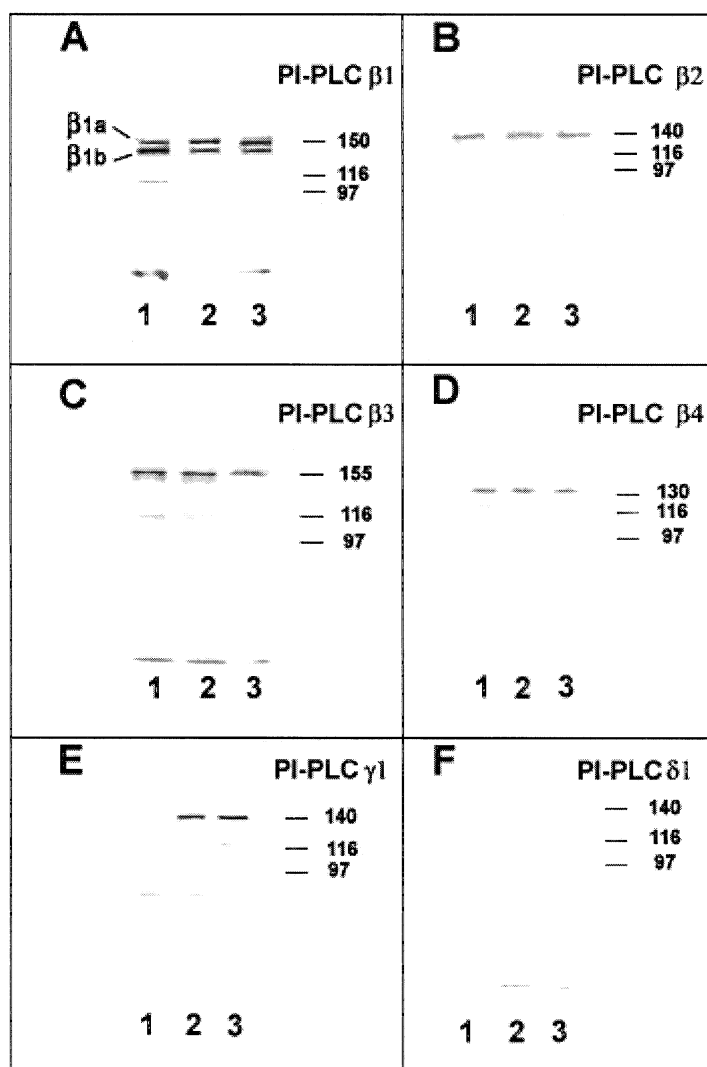 A
PI-PLC β1
β1a
β1b
150
116
97
1 2 3
B
PI-PLC β2
140
116
97
1 2 3
C
PI-PLC β3
155
116
97
1 2 3
D
PI-PLC β4
130
116
97
1 2 3
E
PI-PLC γ1
140
116
97
1 2 3
F
PI-PLC δ1
140
116
97
1 2 3